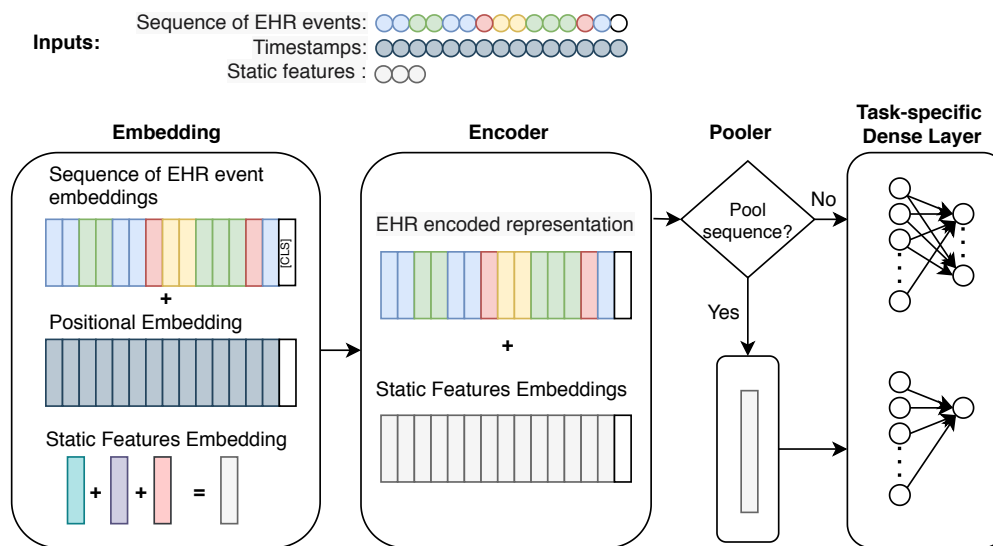 Inputs:
Sequence of EHR events:
Timestamps:
Static features :
Embedding
Sequence of EHR event
embeddings
[CLS]
+
Positional Embedding
Static Features Embedding
+ + =
Encoder
EHR encoded representation
+
Static Features Embeddings
Pooler
Pool
sequence?
No
Yes
Task-specific
Dense Layer